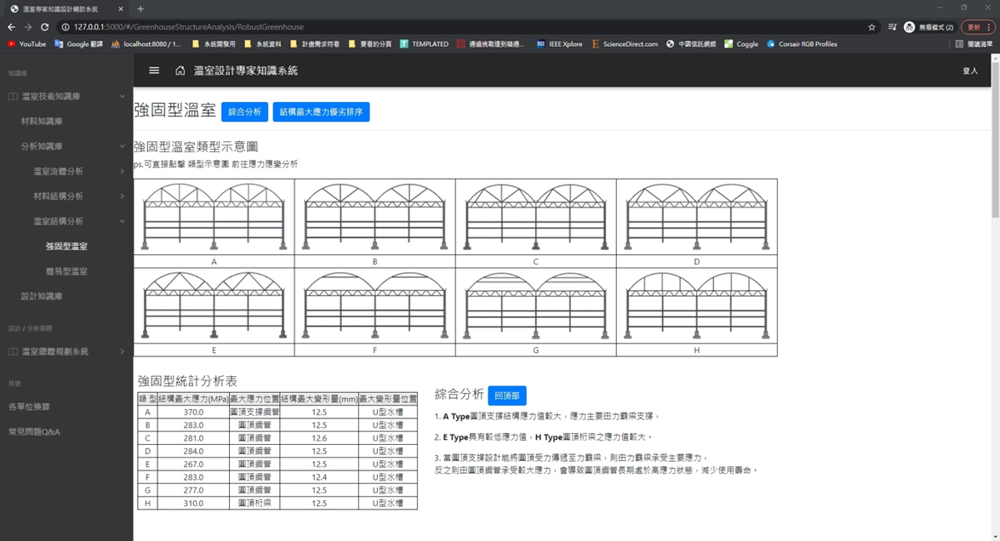 溫室專家知識設計輔助系統
127.0.0.1:5000/#/GreenhouseStructureAnalysis/RobustGreenhouse
無痕模式 (2)
更新
YouTube
Google 翻譯
localhost:8080 / 1...
系統開發用
系統資料
計畫需求待看
要看的分頁
TEMPLATED
通過挑戰達到精通...
IEEE Xplore
ScienceDirect.com
中國信託網銀
Coggle
Corsair RGB Profiles
閱讀清單
知識庫
溫室技術知識庫
材料知識庫
分析知識庫
溫室流體分析
材料結構分析
溫室結構分析
強固型溫室
簡易型溫室
設計知識庫
設計 / 分析服務
溫室總體規劃系統
其他
各單位換算
常見問題Q&A
溫室設計專家知識系統
登入
強固型溫室 綜合分析 結構最大應力優劣排序
強固型溫室類型示意圖
ps.可直接點擊 類型示意圖 前往應力應變分析
A B C D
E F G H
強固型統計分析表
類 型 結構最大應力(MPa) 最大應力位置 結構最大變形量(mm) 最大變形量位置
A 370.0 圓頂支撐鋼管 12.5 U型水槽
B 283.0 圓頂鋼管 12.5 U型水槽
C 281.0 圓頂鋼管 12.6 U型水槽
D 284.0 圓頂鋼管 12.5 U型水槽
E 267.0 圓頂鋼管 12.5 U型水槽
F 283.0 圓頂鋼管 12.4 U型水槽
G 277.0 圓頂鋼管 12.5 U型水槽
H 310.0 圓頂桁梁 12.5 U型水槽
綜合分析 回頂部
1. A Type圓頂支撐結構應力值較大，應力主要由力霸梁支撐，
2. E Type具有較低應力值，H Type圓頂桁梁之應力值較大。
3. 當圓頂支撐設計能將圓頂受力傳遞至力霸梁，則由力霸梁承受主要應力，
反之則由圓頂鋼管承受較大應力，會導致圓頂鋼管長期處於高應力狀態，減少使用壽命。